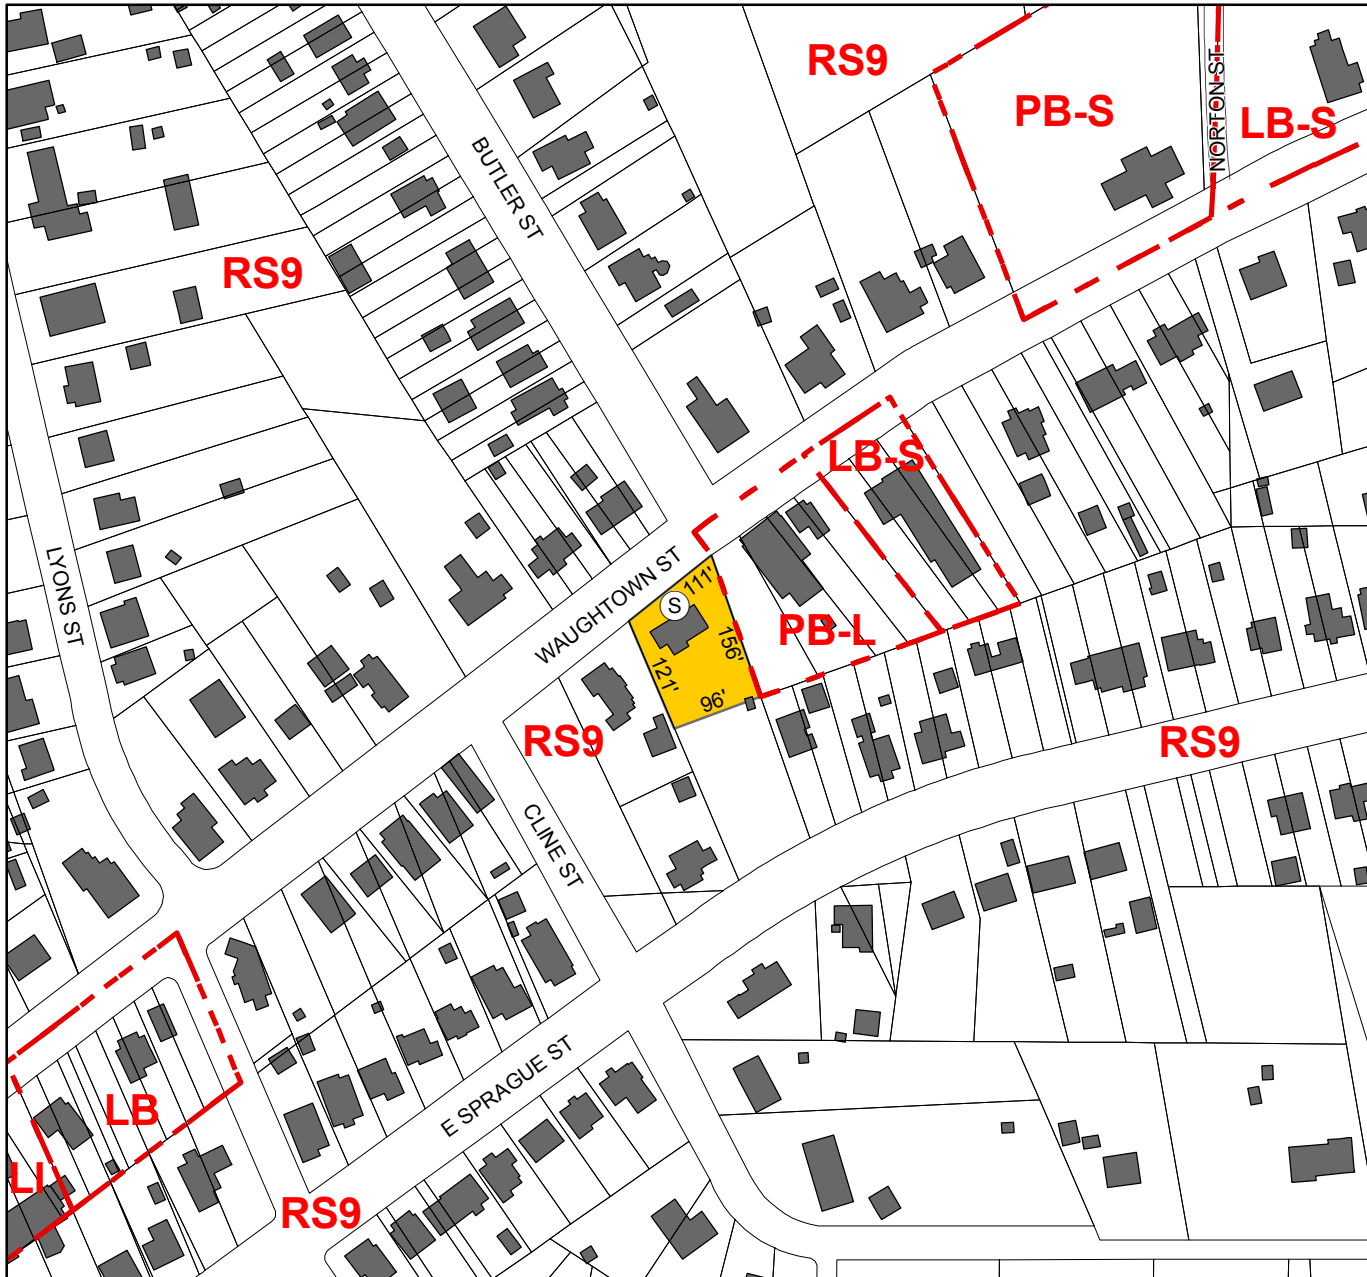 RS9
PB-S
NORTON ST
LB-S
BUTLER ST
RS9
LB-S
LYONS ST
WAUGHTOWN ST
111'
S
PB-L
156'
121'
96'
RS9
RS9
CLINE ST
E SPRAGUE ST
LB
LI
RS9